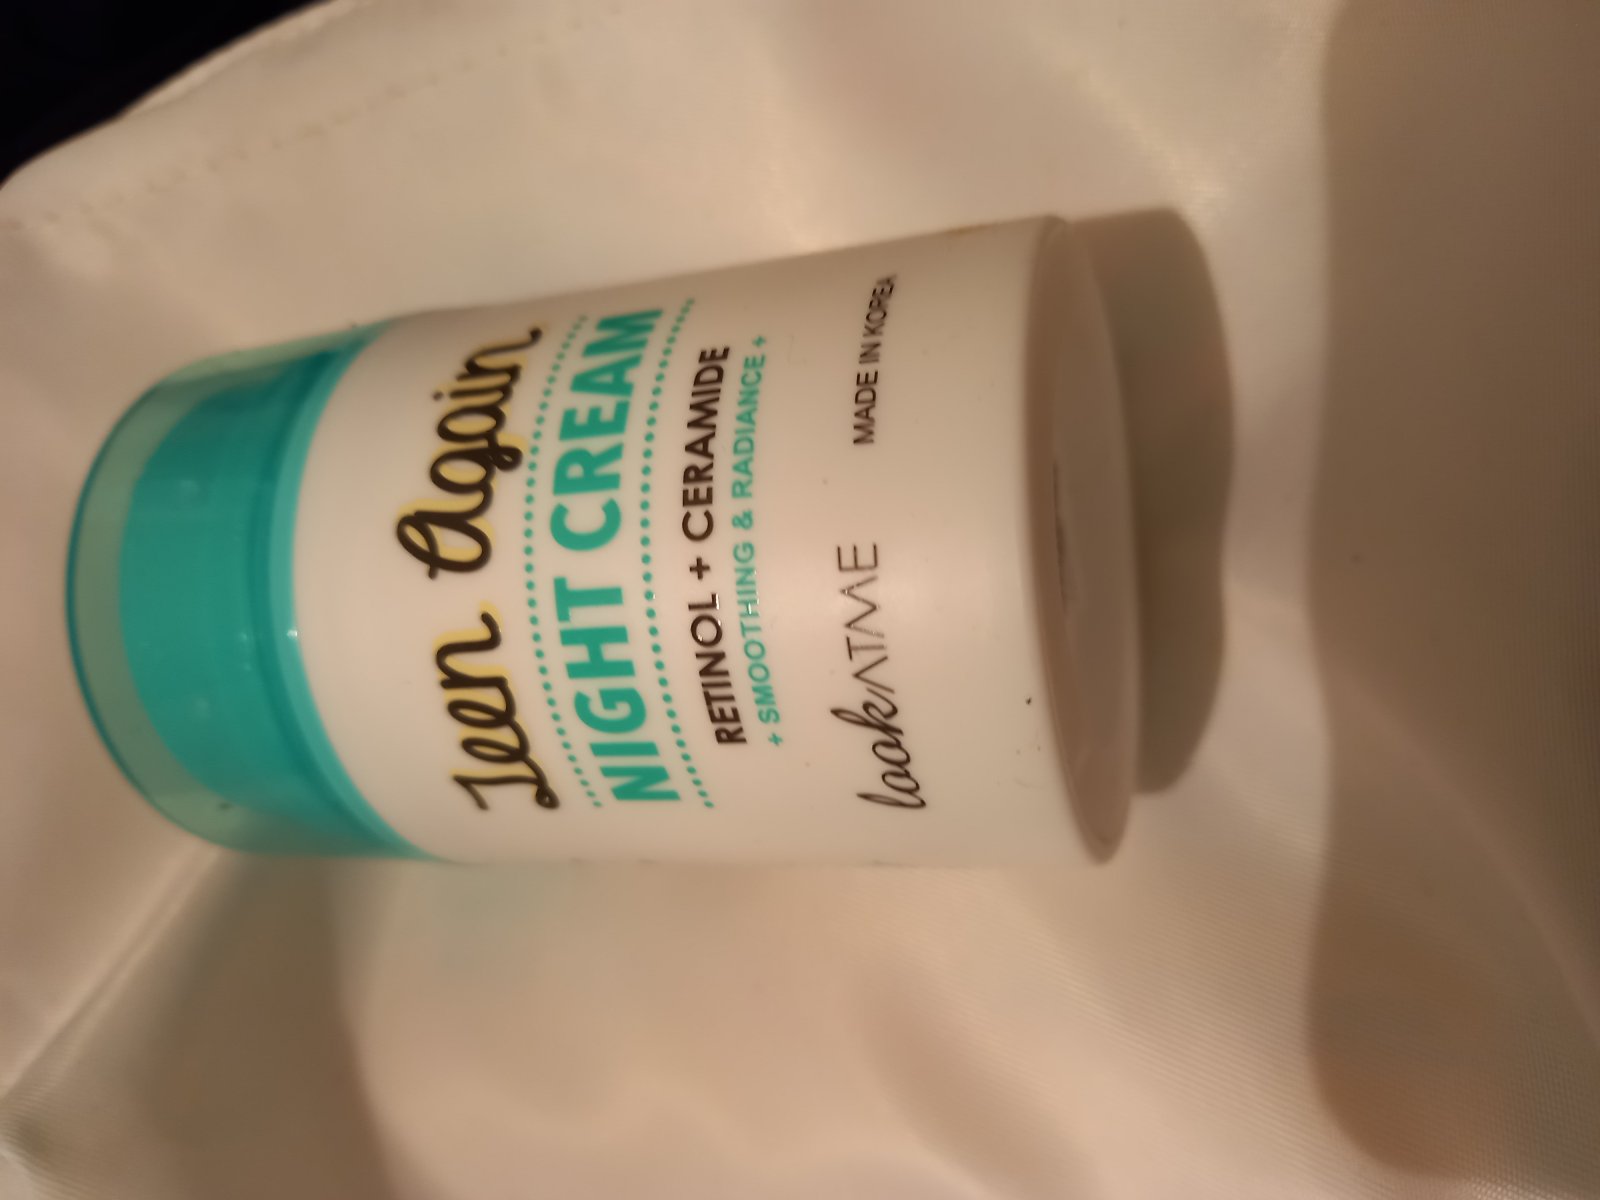 Teen Again
NIGHT CREAM
RETINOL + CERAMIDE
+ SMOOTHING & RADIANCE +
lookATME
MADE IN KOREA